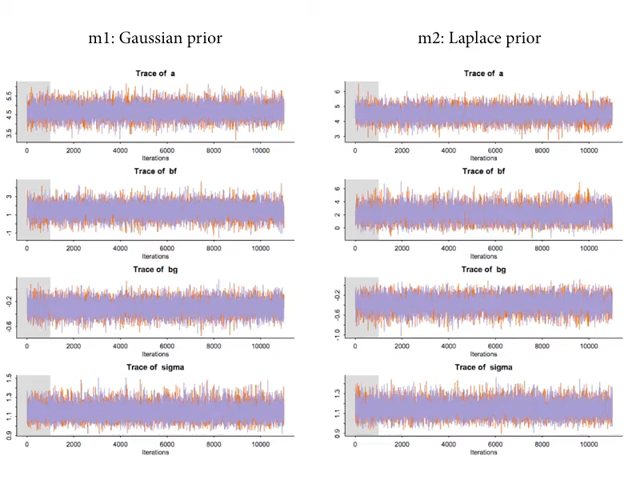 m1: Gaussian prior
m2: Laplace prior
Trace of a
3.5 4.5 5.5
0 2000 4000 6000 8000 10000
Iterations
Trace of bf
-1 1 3
0 2000 4000 6000 8000 10000
Iterations
Trace of bg
-0.6 -0.2
0 2000 4000 6000 8000 10000
Iterations
Trace of sigma
0.9 1.1 1.3 1.5
0 2000 4000 6000 8000 10000
Iterations
Trace of a
3 4 5 6
0 2000 4000 6000 8000 10000
Iterations
Trace of bf
0 2 4 6
0 2000 4000 6000 8000 10000
Iterations
Trace of bg
-1.0 -0.6 -0.2
0 2000 4000 6000 8000 10000
Iterations
Trace of sigma
0.9 1.1 1.3
0 2000 4000 6000 8000 10000
Iterations